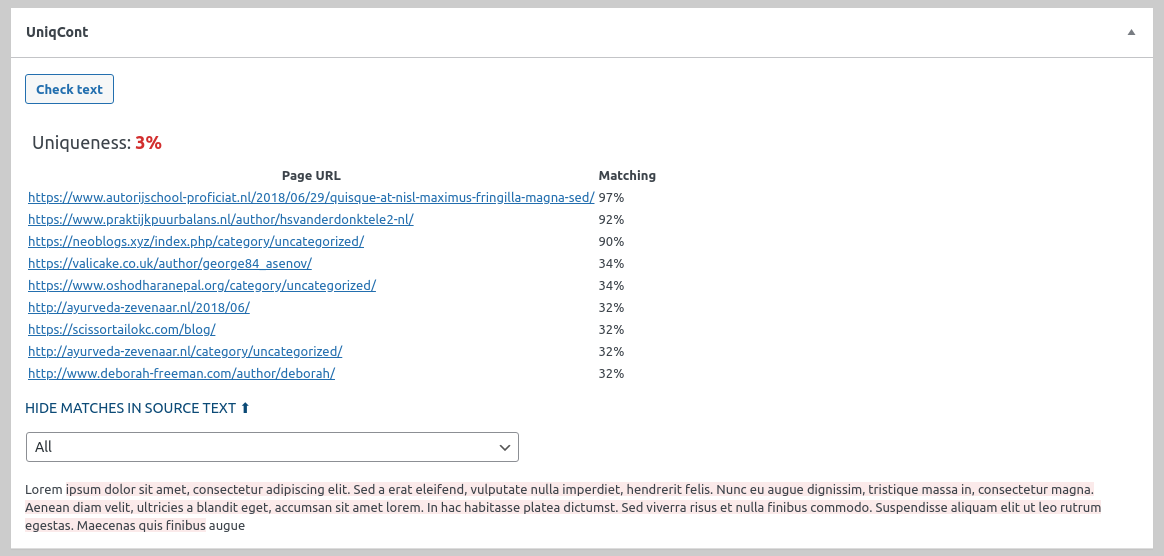 UniqCont
Check text
Uniqueness: 3%
Page URL Matching
https://www.autorijschool-proficiat.nl/2018/06/29/quisque-at-nisl-maximus-fringilla-magna-sed/ 97%
https://www.praktijkpuurbalans.nl/author/hsvanderdonktele2-nl/ 92%
https://neoblogs.xyz/index.php/category/uncategorized/ 90%
https://valicake.co.uk/author/george84_asenov/ 34%
https://www.oshodharanepal.org/category/uncategorized/ 34%
http://ayurveda-zevenaar.nl/2018/06/ 32%
https://scissortailokc.com/blog/ 32%
http://ayurveda-zevenaar.nl/category/uncategorized/ 32%
http://www.deborah-freeman.com/author/deborah/ 32%
HIDE MATCHES IN SOURCE TEXT ⬆
All
Lorem ipsum dolor sit amet, consectetur adipiscing elit. Sed a erat eleifend, vulputate nulla imperdiet, hendrerit felis. Nunc eu augue dignissim, tristique massa in, consectetur magna.
Aenean diam velit, ultricies a blandit eget, accumsan sit amet lorem. In hac habitasse platea dictumst. Sed viverra risus et nulla finibus commodo. Suspendisse aliquam elit ut leo rutrum
egestas. Maecenas quis finibus augue